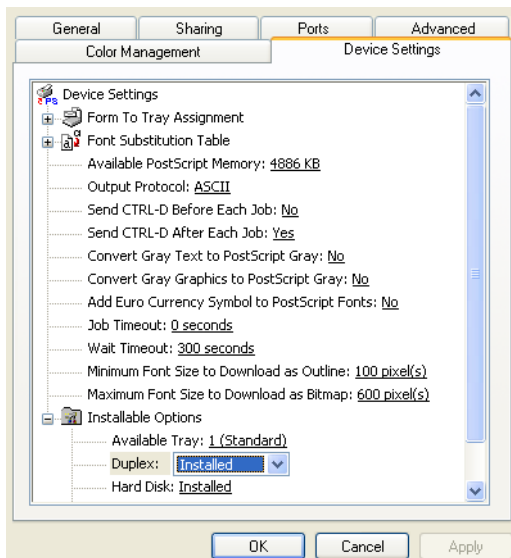 General Sharing Ports Advanced
Color Management Device Settings
PS Device Settings
Form To Tray Assignment
a Font Substitution Table
Available PostScript Memory: 4886 KB
Output Protocol: ASCII
Send CTRL-D Before Each Job: No
Send CTRL-D After Each Job: Yes
Convert Gray Text to PostScript Gray: No
Convert Gray Graphics to PostScript Gray: No
Add Euro Currency Symbol to PostScript Fonts: No
Job Timeout: 0 seconds
Wait Timeout: 300 seconds
Minimum Font Size to Download as Outline: 100 pixel(s)
Maximum Font Size to Download as Bitmap: 600 pixel(s)
Installable Options
Available Tray: 1 (Standard)
Duplex: Installed
Hard Disk: Installed
OK Cancel Apply